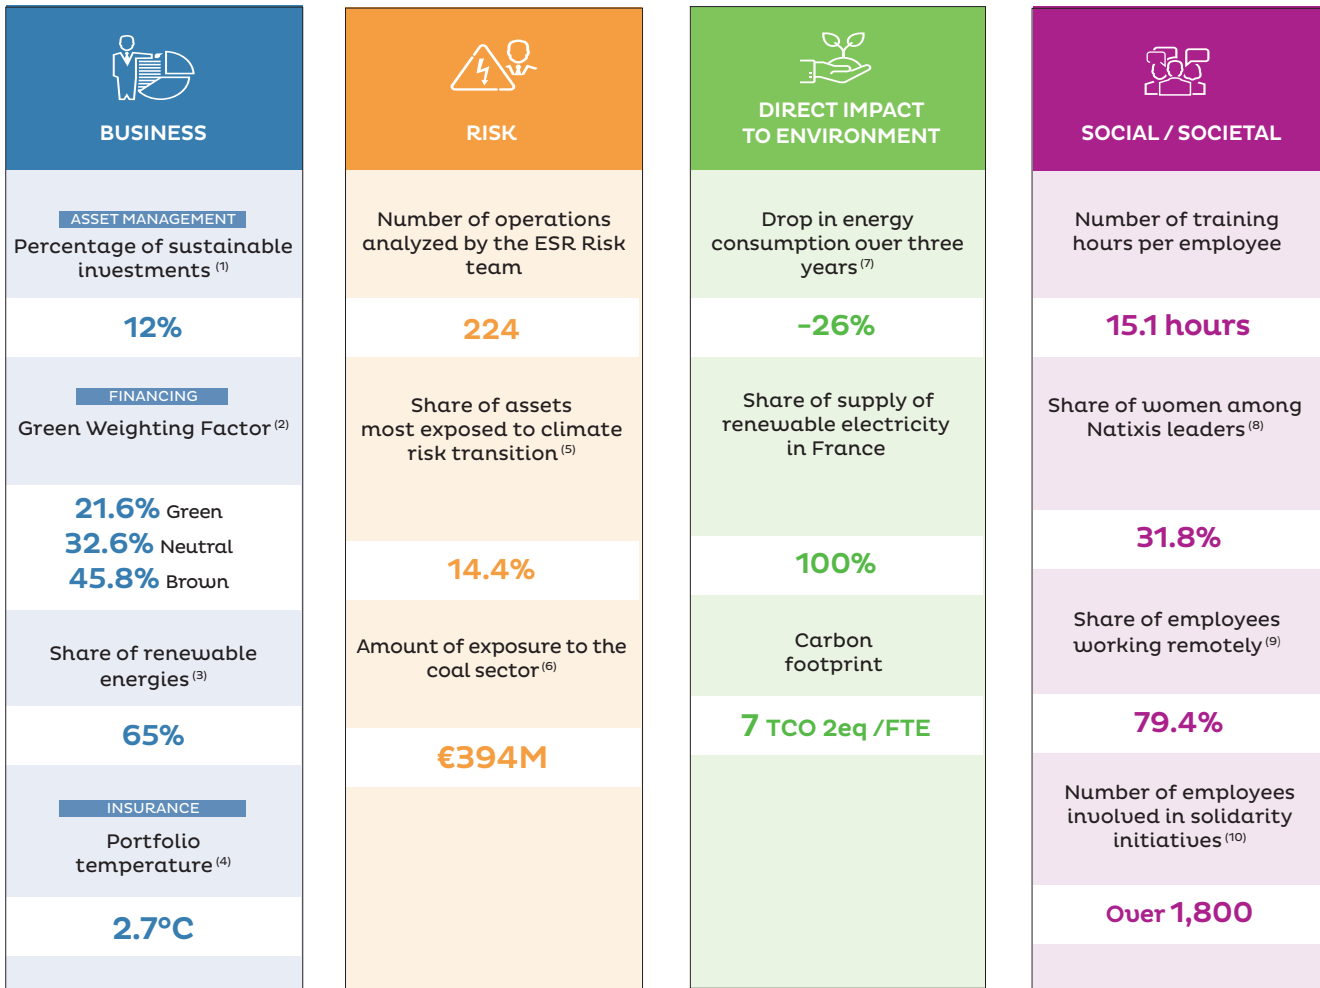 BUSINESS
ASSET MANAGEMENT
Percentage of sustainable
investments (1)
12%
FINANCING
Green Weighting Factor (2)
21.6% Green
32.6% Neutral
45.8% Brown
Share of renewable
energies (3)
65%
INSURANCE
Portfolio
temperature (4)
2.7°C
RISK
Number of operations
analyzed by the ESR Risk
team
224
Share of assets
most exposed to climate
risk transition (5)
14.4%
Amount of exposure to the
coal sector (6)
€394M
DIRECT IMPACT
TO ENVIRONMENT
Drop in energy
consumption over three
years (7)
-26%
Share of supply of
renewable electricity
in France
100%
Carbon
footprint
7 TCO 2eq /FTE
SOCIAL / SOCIETAL
Number of training
hours per employee
15.1 hours
Share of women among
Natixis leaders (8)
31.8%
Share of employees
working remotely (9)
79.4%
Number of employees
involved in solidarity
initiatives (10)
Over 1,800